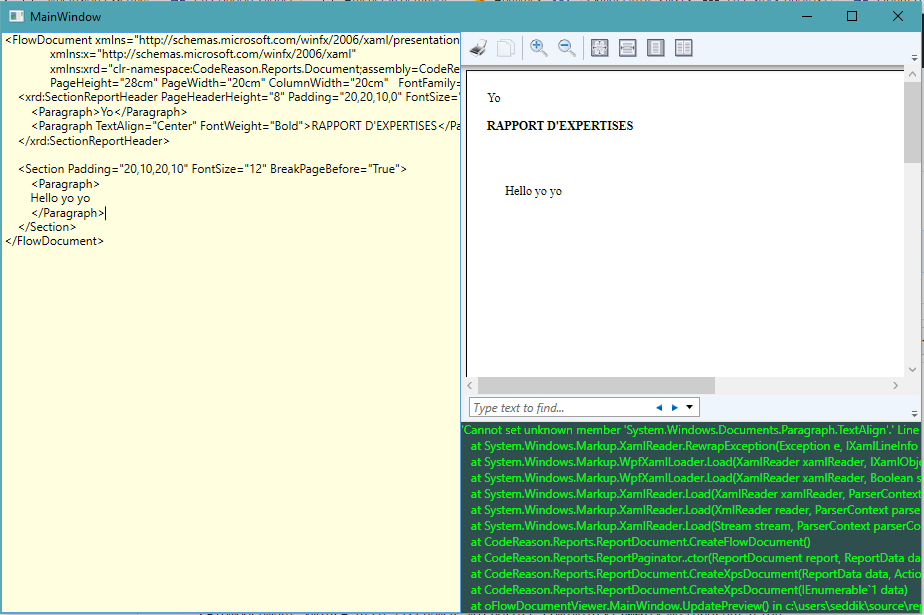 MainWindow
<FlowDocument xmlns="http://schemas.microsoft.com/winfx/2006/xaml/presentation
xmlns:x="http://schemas.microsoft.com/winfx/2006/xaml"
xmlns:xrd="clr-namespace:CodeReason.Reports.Document;assembly=CodeRe
PageHeight="28cm" PageWidth="20cm" ColumnWidth="20cm" FontFamily=
<xrd:SectionReportHeader PageHeaderHeight="8" Padding="20,20,10,0" FontSize="
<Paragraph>Yo</Paragraph>
<Paragraph TextAlign="Center" FontWeight="Bold">RAPPORT D'EXPERTISES</Pa
</xrd:SectionReportHeader>
<Section Padding="20,10,20,10" FontSize="12" BreakPageBefore="True">
<Paragraph>
Hello yo yo
</Paragraph>
</Section>
</FlowDocument>
Yo
RAPPORT D'EXPERTISES
Hello yo yo
Type text to find...
'Cannot set unknown member 'System.Windows.Documents.Paragraph.TextAlign'.' Line
at System.Windows.Markup.XamlReader.RewrapException(Exception e, IXamlLineInfo
at System.Windows.Markup.WpfXamlLoader.Load(XamlReader xamlReader, IXamlObje
at System.Windows.Markup.WpfXamlLoader.Load(XamlReader xamlReader, Boolean s
at System.Windows.Markup.XamlReader.Load(XamlReader xamlReader, ParserContext
at System.Windows.Markup.XamlReader.Load(XmlReader reader, ParserContext parse
at System.Windows.Markup.XamlReader.Load(Stream stream, ParserContext parserCo
at CodeReason.Reports.ReportDocument.CreateFlowDocument()
at CodeReason.Reports.ReportPaginator..ctor(ReportDocument report, ReportData da
at CodeReason.Reports.ReportDocument.CreateXpsDocument(ReportData data, Actio
at CodeReason.Reports.ReportDocument.CreateXpsDocument(IEnumerable`1 data)
at oFlowDocumentViewer.MainWindow.UpdatePreview() in c:\users\seddik\source\rep